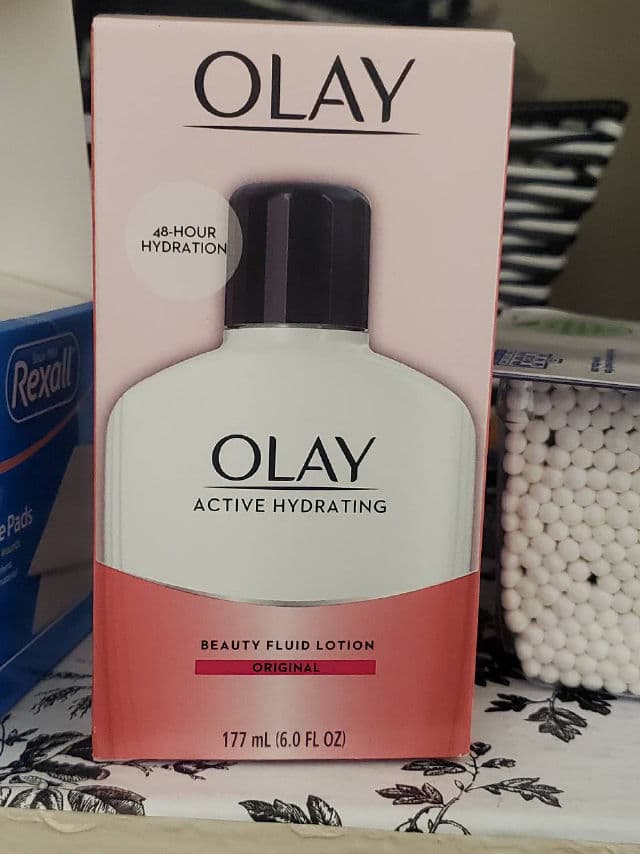 OLAY
48-HOUR
HYDRATION
OLAY
ACTIVE HYDRATING
BEAUTY FLUID LOTION
ORIGINAL
177 mL (6.0 FL OZ)
Rexall
e Pads